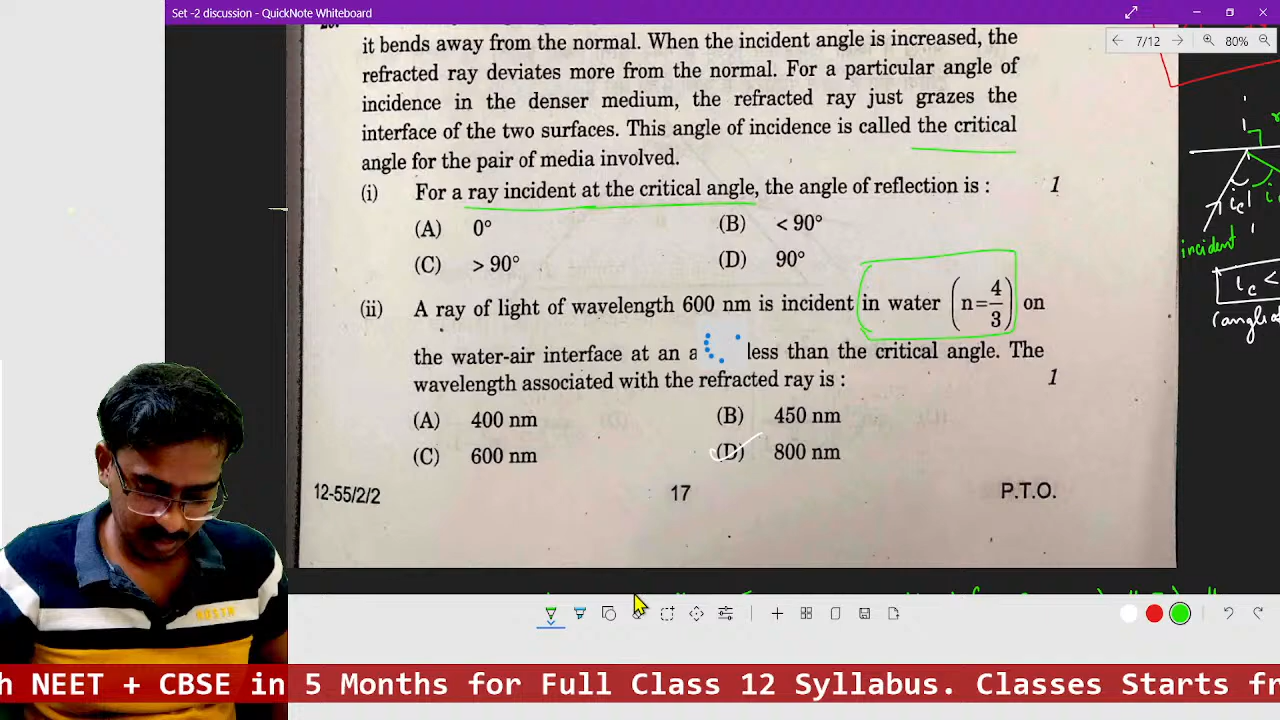 Set -2 discussion - QuickNote Whiteboard
7/12
80%
it bends away from the normal. When the incident angle is increased, the
refracted ray deviates more from the normal. For a particular angle of
incidence in the denser medium, the refracted ray just grazes the
interface of the two surfaces. This angle of incidence is called the critical
angle for the pair of media involved.
(i) For a ray incident at the critical angle, the angle of reflection is : 1
(A) 0°
(B) < 90°
(C) > 90°
(D) 90°
(ii) A ray of light of wavelength 600 nm is incident in water (n=4/3) on
the water-air interface at an a less than the critical angle. The
wavelength associated with the refracted ray is : 1
(A) 400 nm
(B) 450 nm
(C) 600 nm
(D) 800 nm
12-55/2/2
17
P.T.O.
ic
incident
ic <
h NEET + CBSE in 5 Months for Full Class 12 Syllabus. Classes Starts fr